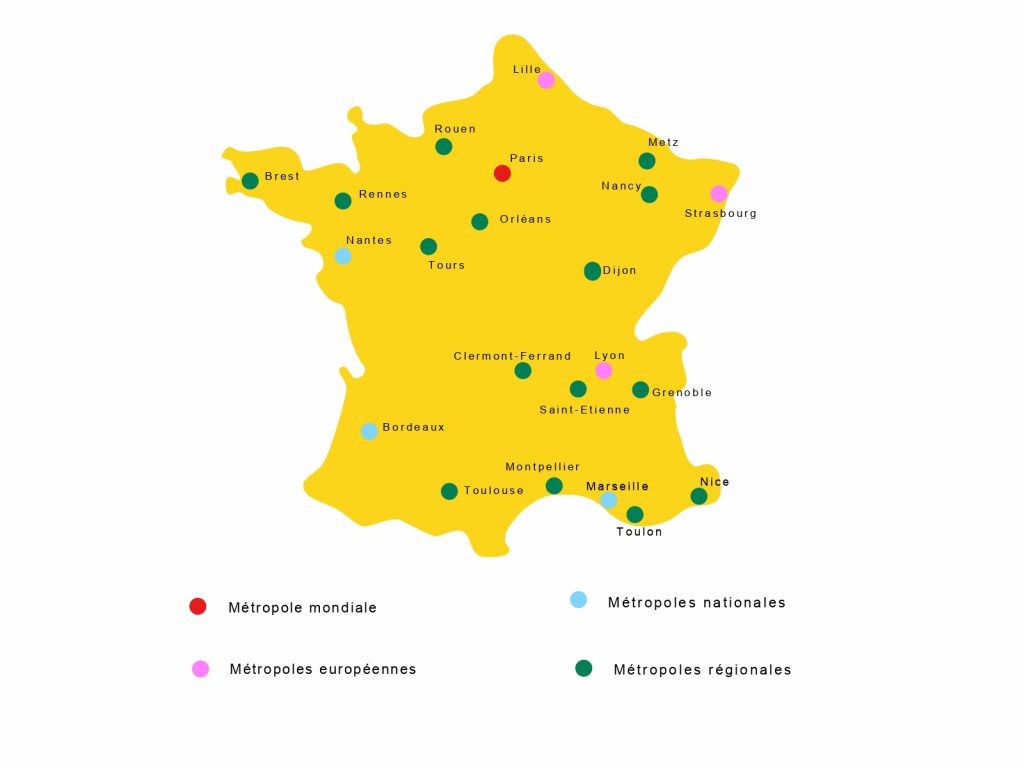 Lille
Rouen
Metz
Paris
Brest
Nancy
Rennes
Strasbourg
Orléans
Nantes
Tours
Dijon
Clermont-Ferrand
Lyon
Grenoble
Saint-Etienne
Bordeaux
Montpellier
Nice
Marseille
Toulouse
Toulon
Métropole mondiale
Métropoles nationales
Métropoles européennes
Métropoles régionales